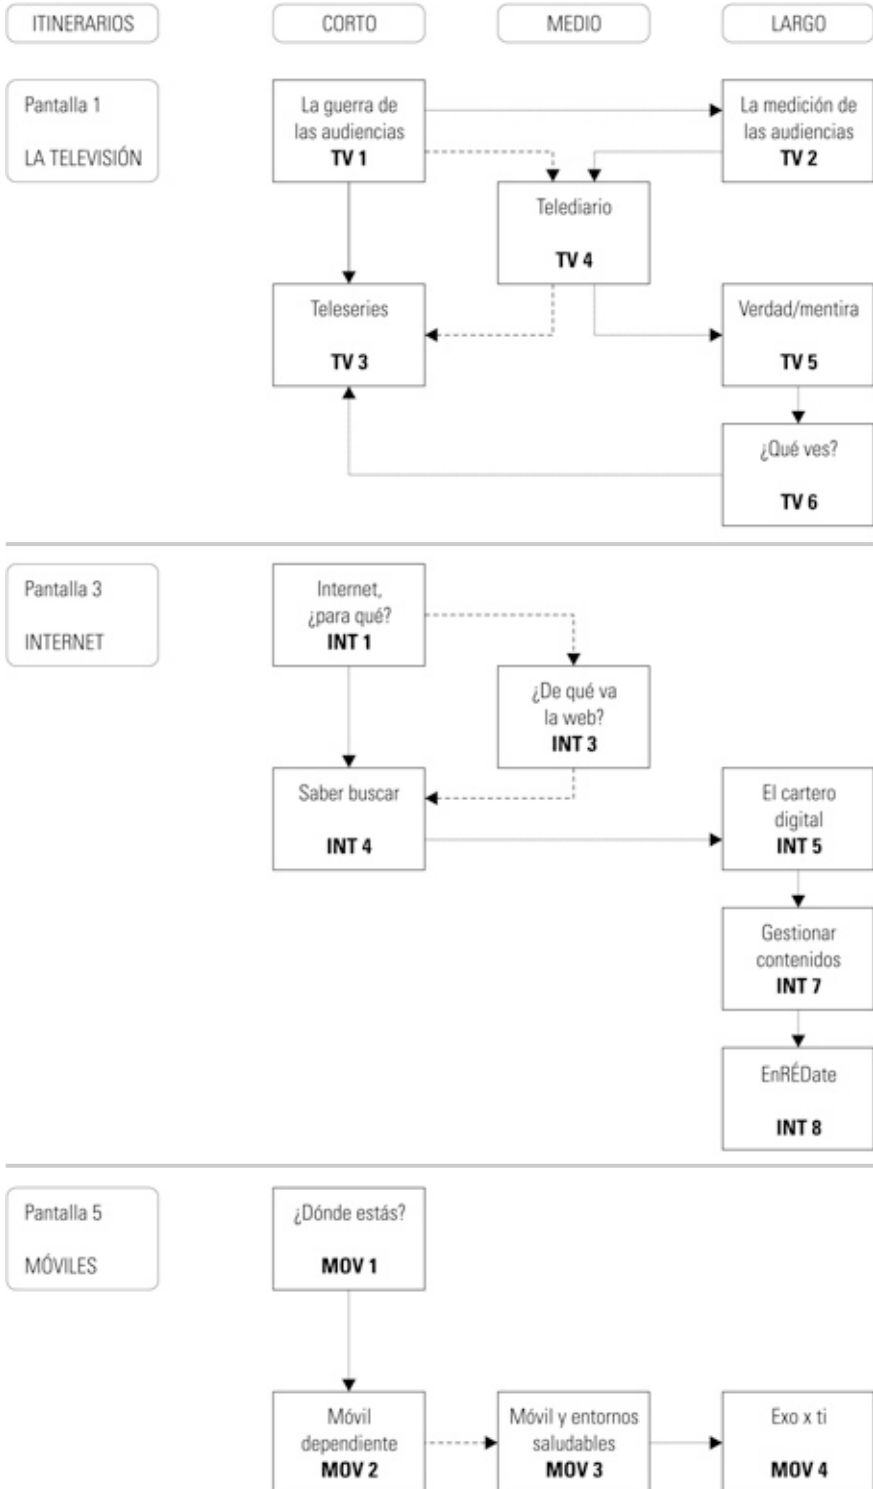 ITINERARIOS
CORTO
MEDIO
LARGO
Pantalla 1
LA TELEVISIÓN
La guerra de
las audiencias
TV 1
La medición de
las audiencias
TV 2
Telediario
TV 4
Teleseries
TV 3
Verdad/mentira
TV 5
¿Qué ves?
TV 6
Pantalla 3
INTERNET
Internet,
¿para qué?
INT 1
¿De qué va
la web?
INT 3
Saber buscar
INT 4
El cartero
digital
INT 5
Gestionar
contenidos
INT 7
EnRÉDate
INT 8
Pantalla 5
MÓVILES
¿Dónde estás?
MOV 1
Móvil
dependiente
MOV 2
Móvil y entornos
saludables
MOV 3
Exo x ti
MOV 4